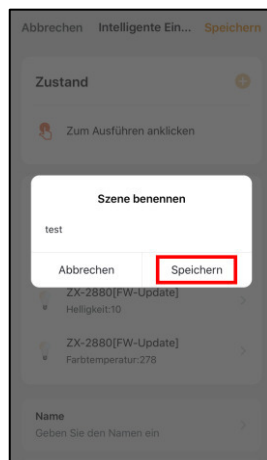 Abbrechen Intelligente Ein... Speichern
Zustand
Zum Ausführen anklicken
Szene benennen
test
Abbrechen Speichern
ZX-2880[FW-Update]
Helligkeit:10
ZX-2880[FW-Update]
Farbtemperatur:278
Name
Geben Sie den Namen ein